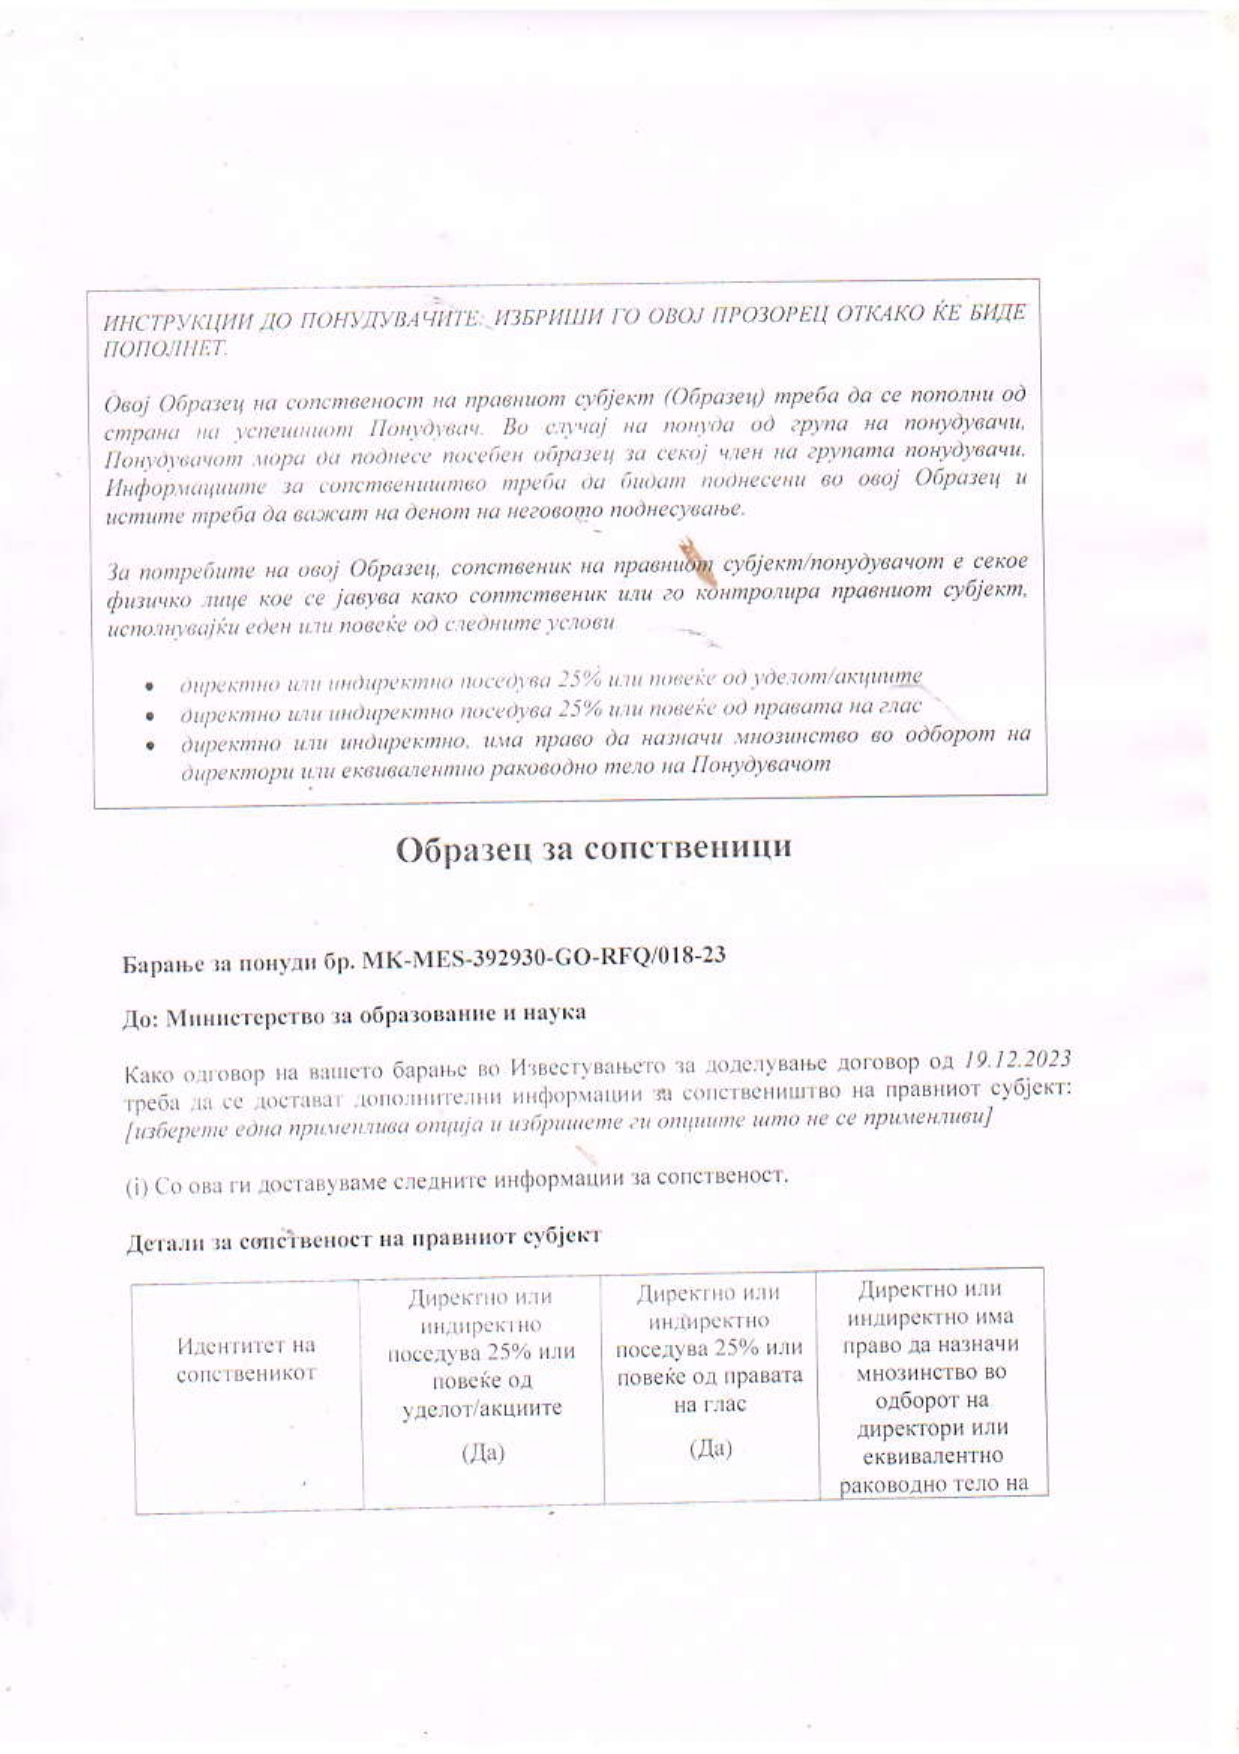 ИНСТРУКЦИИ ДО ПОНУДУВАЧИТЕ: ИЗБРИШИ ГО ОВОЈ ПРОЗОРЕЦ ОТКАКО ЌЕ БИДЕ
ПОПОЛНЕТ.
Овој Образец на сопственост на правниот субјект (Образец) треба да се пополни од
страна на успешниот Понудувач. Во случај на понуда од група на понудувачи,
Понудувачот мора да поднесе посебен образец за секој член на групата понудувачи.
Информациите за сопствеништво треба да бидат поднесени во овој Образец и
истите треба да важат на денот на неговото поднесување.
За потребите на овој Образец, сопственик на правниот субјект/понудувачот е секое
физичко лице кое се јавува како соптственик или го контролира правниот субјект,
исполнувајќи еден или повеќе од следните услови
• директно или индиректно поседува 25% или повеќе од уделот/акциите
• директно или индиректно поседува 25% или повеќе од правата на глас
• директно или индиректно, има право да назначи мнозинство во одборот на
директори или еквивалентно раководно тело на Понудувачот
Образец за сопственици
Барање за понуди бр. MK-MES-392930-GO-RFQ/018-23
До: Министерство за образование и наука
Како одговор на вашето барање во Известувањето за доделување договор од 19.12.2023
треба да се достават дополнителни информации за сопствеништво на правниот субјект:
[изберете една применлива опција и избришете ги опциите што не се применливи]
(i) Со ова ги доставуваме следните информации за сопственост.
Детали за сопственост на правниот субјект
Идентитет на
сопственикот
Директно или
индиректно
поседува 25% или
повеќе од
уделот/акциите
(Да)
Директно или
индиректно
поседува 25% или
повеќе од правата
на глас
(Да)
Директно или
индиректно има
право да назначи
мнозинство во
одборот на
директори или
еквивалентно
раководно тело на